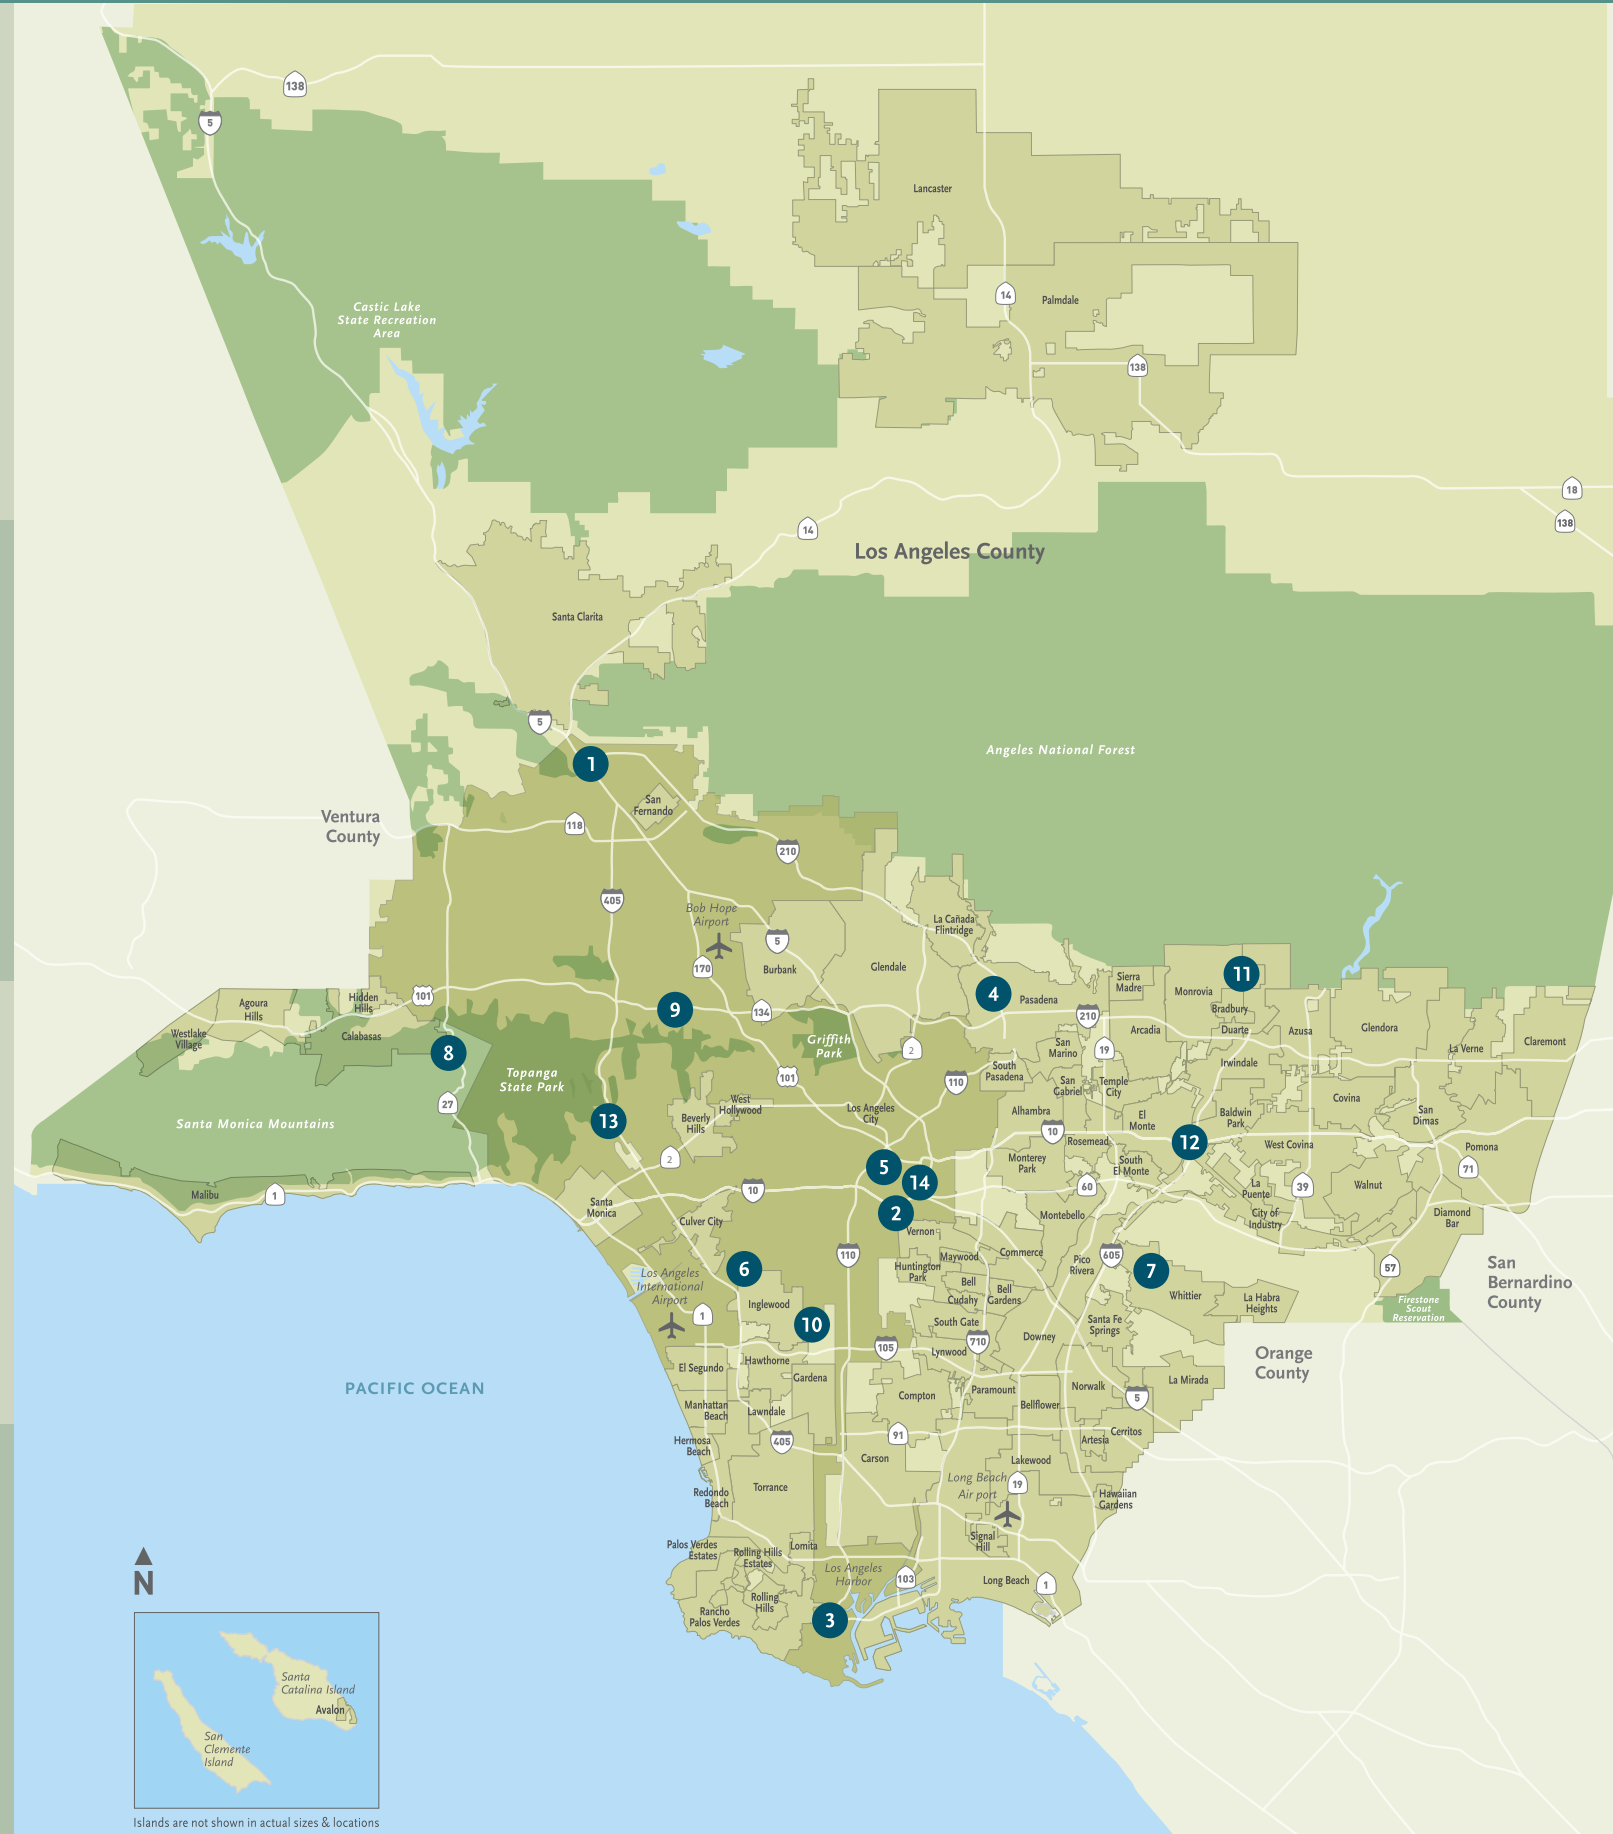 138
5
Lancaster
Castic Lake
State Recreation
Area
14
Palmdale
138
18
138
14
Los Angeles County
Santa Clarita
5
Angeles National Forest
1
San
Fernando
Ventura
County
118
210
405
Bob Hope
Airport
La Cañada
Flintridge
5
170
Burbank
Glendale
4
Pasadena
Sierra
Madre
11
Monrovia
Bradbury
Duarte
Azusa
Glendora
La Verne
Claremont
Agoura
Hills
Hidden
Hills
101
Westlake
Village
Calabasas
8
9
134
Griffith
Park
2
210
Arcadia
San
Marino
19
Irwindale
Topanga
State Park
101
110
South
Pasadena
San
Gabriel
Temple
City
27
Covina
San
Dimas
Santa Monica Mountains
13
Beverly
Hills
West
Hollywood
Los Angeles
City
Alhambra
10
El
Monte
Baldwin
Park
12
Rosemead
West Covina
Pomona
71
2
5
14
2
Monterey
Park
South
El Monte
60
La
Puente
39
Walnut
Malibu
1
Santa
Monica
10
Culver City
Vernon
Montebello
City of
Industry
Diamond
Bar
110
6
Maywood
Commerce
Pico
Rivera
605
7
57
San
Bernardino
County
Los Angeles
International
Airport
Huntington
Park
Bell
Cudahy
Bell
Gardens
Whittier
La Habra
Heights
Firestone
Scout
Reservation
1
Inglewood
10
South Gate
Santa Fe
Springs
105
Lynwood
710
Downey
Orange
County
El Segundo
Hawthorne
Gardena
PACIFIC OCEAN
Compton
Paramount
Norwalk
La Mirada
5
Manhattan
Beach
Lawndale
Bellflower
Hermosa
Beach
405
91
Artesia
Cerritos
Carson
Lakewood
Redondo
Beach
Torrance
Long Beach
Air port
19
Hawaiian
Gardens
Palos Verdes
Estates
Rolling Hills
Estates
Lomita
Signal
Hill
Los Angeles
Harbor
103
Long Beach
1
N
Rolling
Hills
Rancho
Palos Verdes
3
Santa
Catalina Island
Avalon
San
Clemente
Island
Islands are not shown in actual sizes & locations